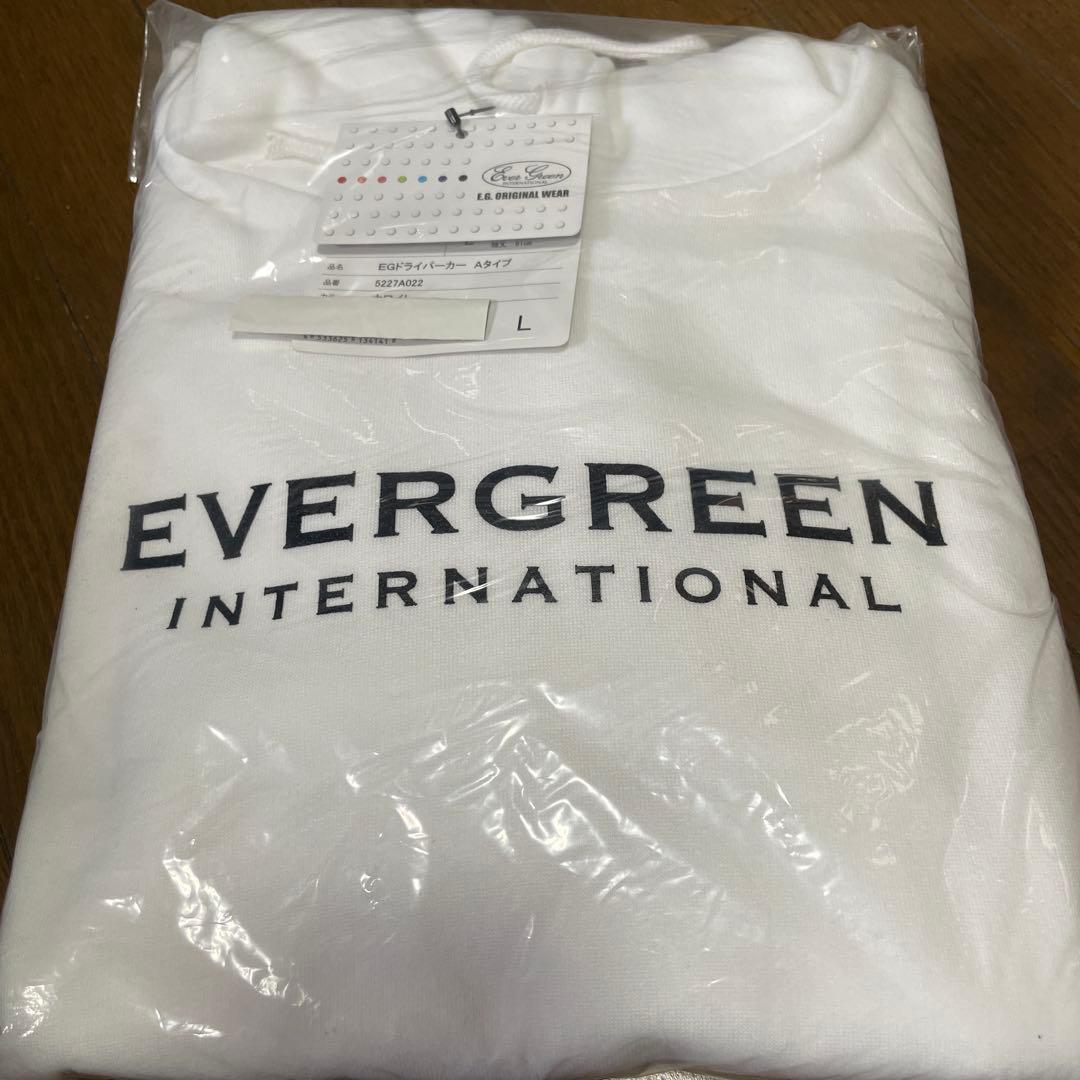 Ever Green
INTERNATIONAL
E.G. ORIGINAL WEAR
品名 EGドライパーカー Aタイプ
品番 5227A022
L
EVERGREEN
INTERNATIONAL